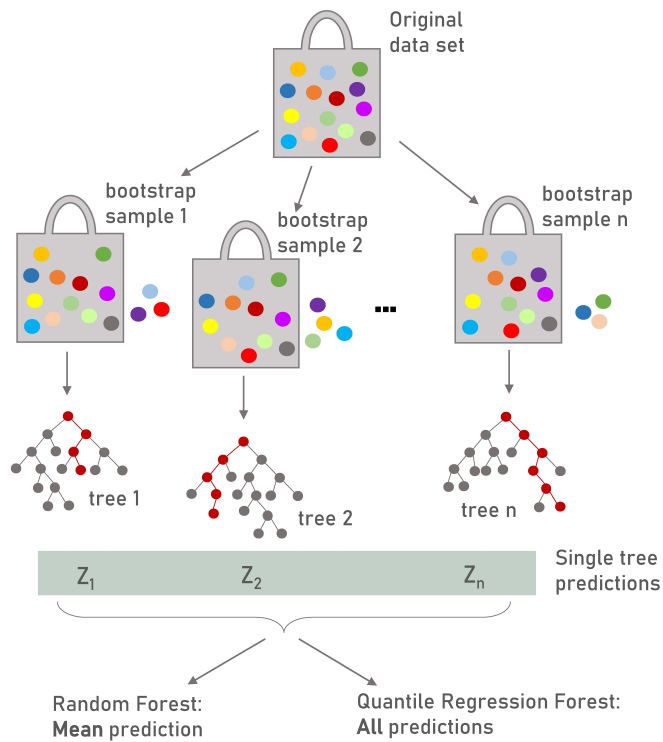 Original
data set
bootstrap
sample 1
bootstrap
sample 2
bootstrap
sample n
...
tree 1
tree 2
tree n
Z1
Z2
Zn
Single tree
predictions
Random Forest:
Mean prediction
Quantile Regression Forest:
All predictions